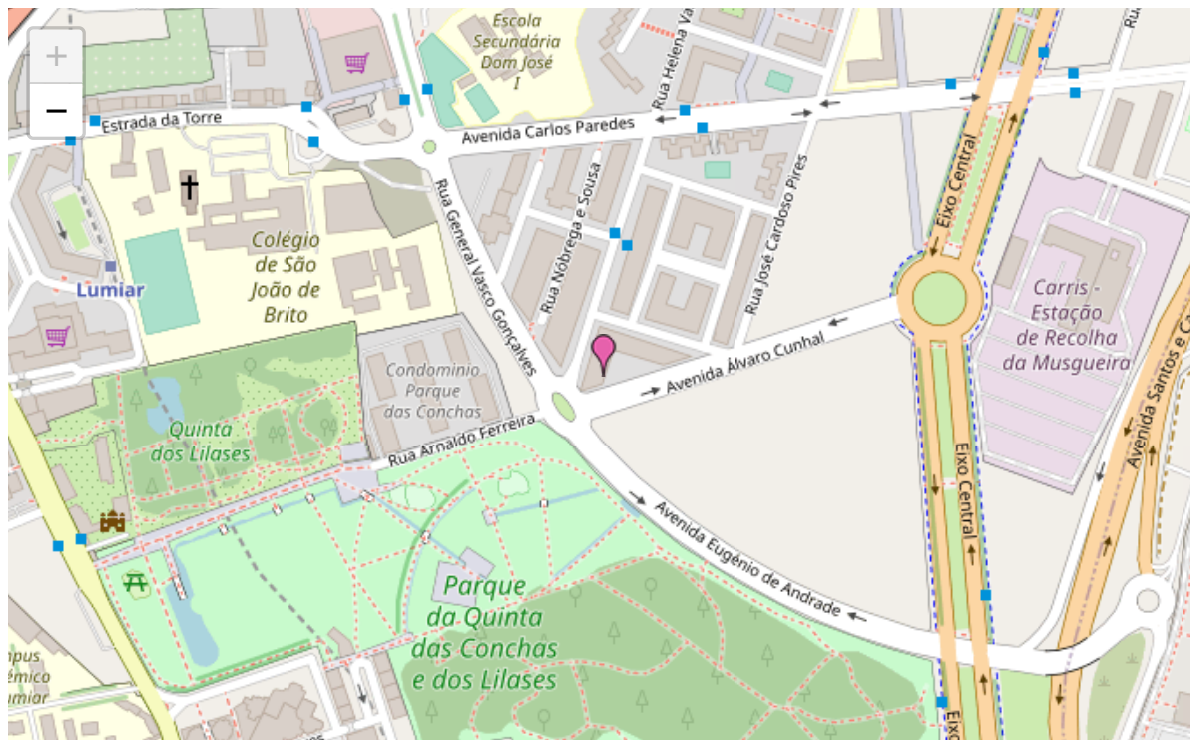 +
−
Escola
Secundária
Dom José
I
Rua Helena Va
Ru
Estrada da Torre
Avenida Carlos Paredes
Eixo Central
Rua General Vasco Gonçalves
Rua Nóbrega e Sousa
Rua José Cardoso Pires
Colégio
de São
João de
Brito
Lumiar
Carris -
Estação
de Recolha
da Musgueira
Condomínio
Parque
das Conchas
Avenida Álvaro Cunhal
Avenida Santos e Ca
Quinta
dos Lilases
Rua Arnaldo Ferreira
Eixo Central
Avenida Eugénio de Andrade
Parque
da Quinta
das Conchas
e dos Lilases
mpus
émico
umiar
Eixo